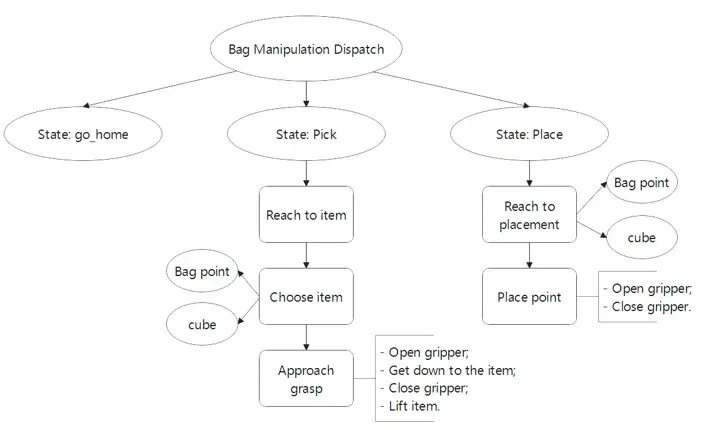 Bag Manipulation Dispatch
State: go_home
State: Pick
State: Place
Reach to item
Reach to
placement
Bag point
cube
Bag point
cube
Choose item
Place point
- Open gripper;
- Close gripper.
Approach
grasp
- Open gripper;
- Get down to the item;
- Close gripper;
- Lift item.